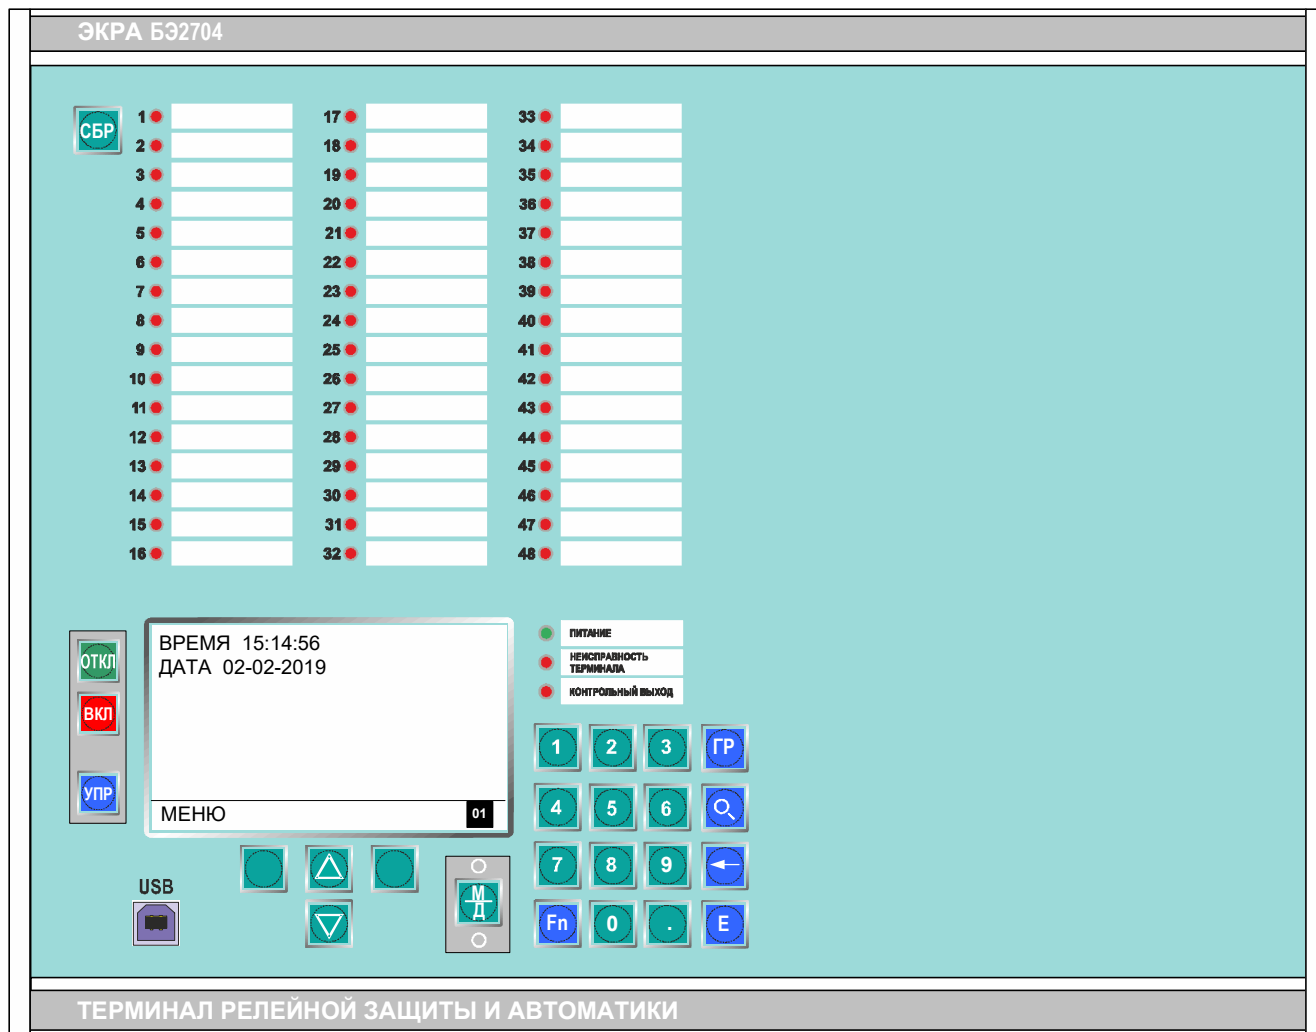 ЭКРА БЭ2704
СБР
1 17 33
2 18 34
3 19 35
4 20 36
5 21 37
6 22 38
7 23 39
8 24 40
9 25 41
10 26 42
11 27 43
12 28 44
13 29 45
14 30 46
15 31 47
16 32 48
ОТКЛ
ВКЛ
УПР
ВРЕМЯ 15:14:56
ДАТА 02-02-2019
МЕНЮ 01
ПИТАНИЕ
НЕИСПРАВНОСТЬ
ТЕРМИНАЛА
КОНТРОЛЬНЫЙ ВЫХОД
1 2 3 ГР
4 5 6
7 8 9
Fn 0 . E
USB
М
Д
ТЕРМИНАЛ РЕЛЕЙНОЙ ЗАЩИТЫ И АВТОМАТИКИ